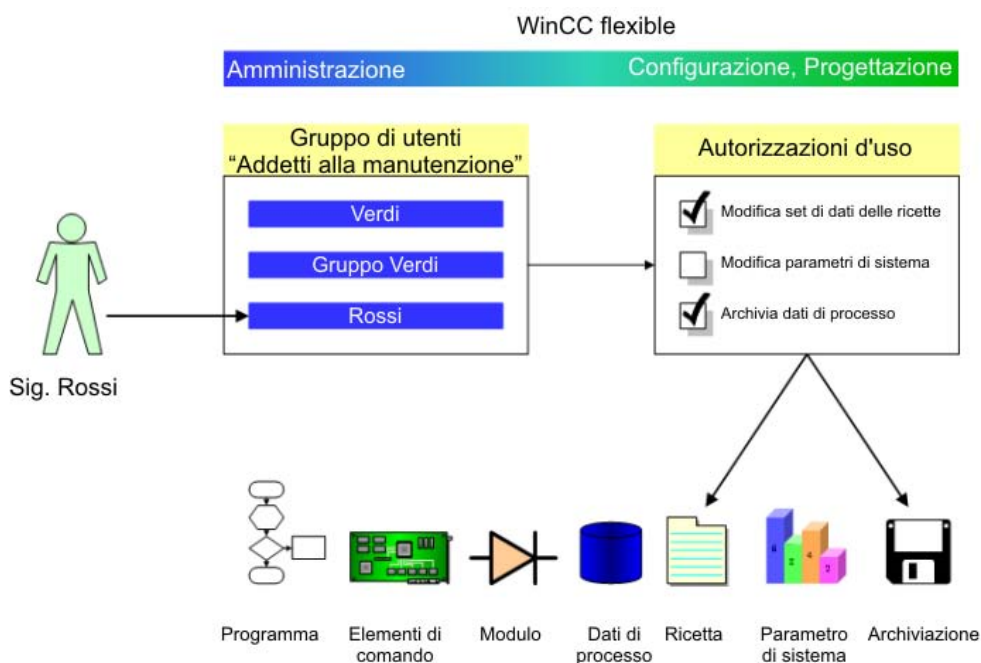 WinCC flexible
Amministrazione
Configurazione, Progettazione
Gruppo di utenti
“Addetti alla manutenzione”
Autorizzazioni d'uso
Verdi
Gruppo Verdi
Rossi
Modifica set di dati delle ricette
Modifica parametri di sistema
Archivia dati di processo
Sig. Rossi
Programma
Elementi di
comando
Modulo
Dati di
processo
Ricetta
Parametro
di sistema
Archiviazione